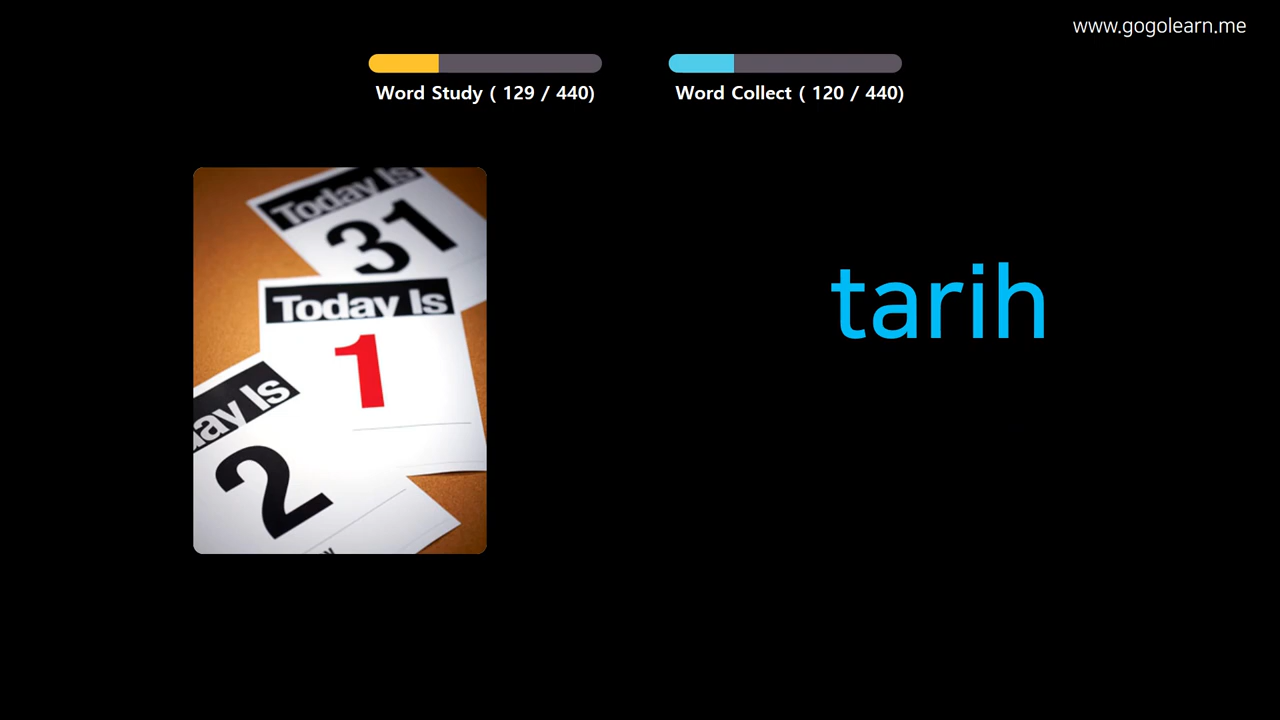 www.gogolearn.me
Word Study ( 129 / 440)
Word Collect ( 120 / 440)
Today Is
31
Today Is
1
day Is
2
tarih